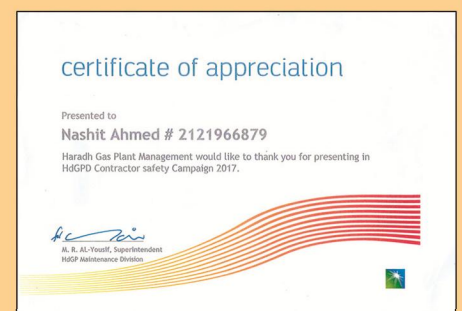 certificate of appreciation
Presented to
Nashit Ahmed # 2121966879
Haradh Gas Plant Management would like to thank you for presenting in
HdGPD Contractor safety Campaign 2017.
M. R. AL-Yousif, Superintendent
HdGP Maintenance Division